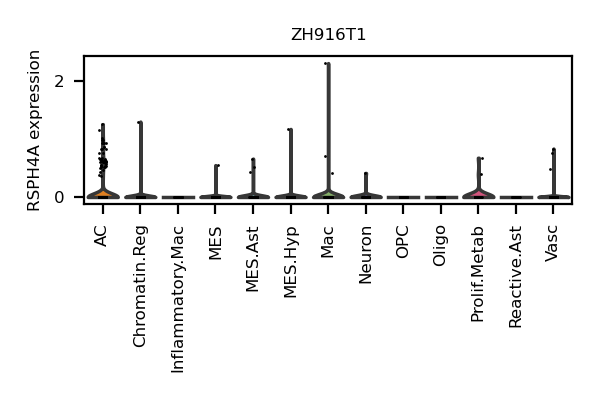 ZH916T1
RSPH4A expression
2
0
AC
Chromatin.Reg
Inflammatory.Mac
MES
MES.Ast
MES.Hyp
Mac
Neuron
OPC
Oligo
Prolif.Metab
Reactive.Ast
Vasc